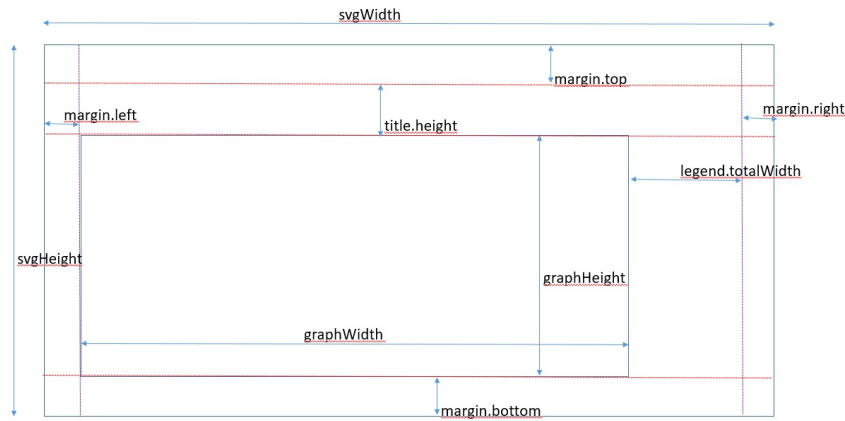 svgWidth
margin.top
margin.left
margin.right
title.height
legend.totalWidth
svgHeight
graphHeight
graphWidth
margin.bottom